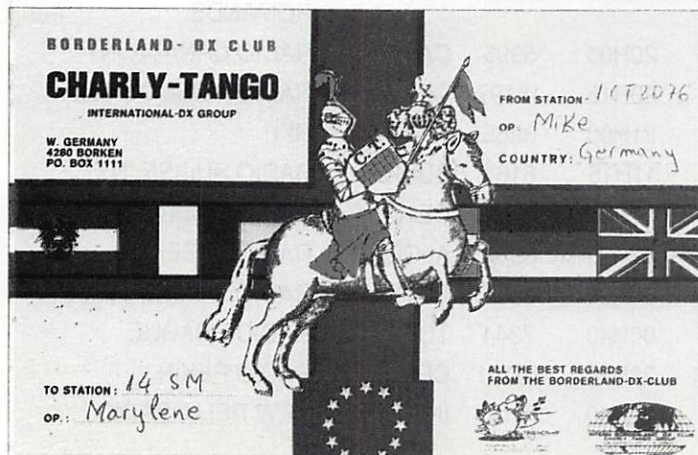 BORDERLAND- DX CLUB
CHARLY-TANGO
INTERNATIONAL-DX GROUP
W. GERMANY
4280 BORKEN
PO. BOX 1111
FROM STATION: 1CT2076
OP: Mike
COUNTRY: Germany
C.T.
TO STATION: 14 SM
OP.: Marylene
ALL THE BEST REGARDS
FROM THE BORDERLAND-DX-CLUB